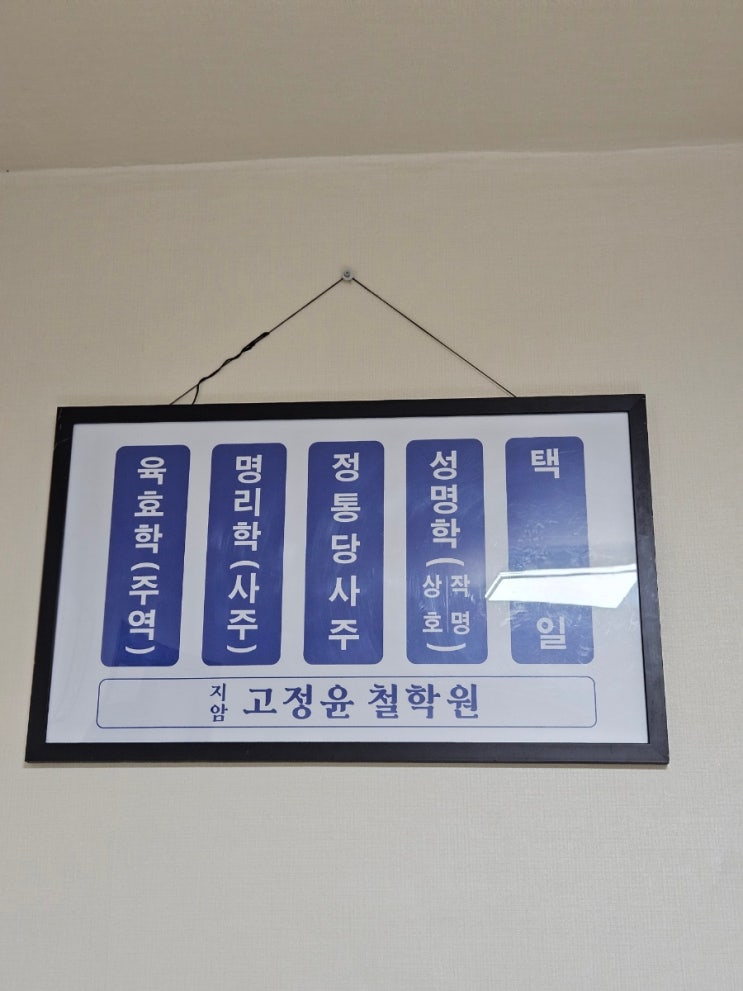 육효학(주역)
명리학(사주)
정통당사주
성명학(상호 작명)
택일
지암 고정윤 철학원